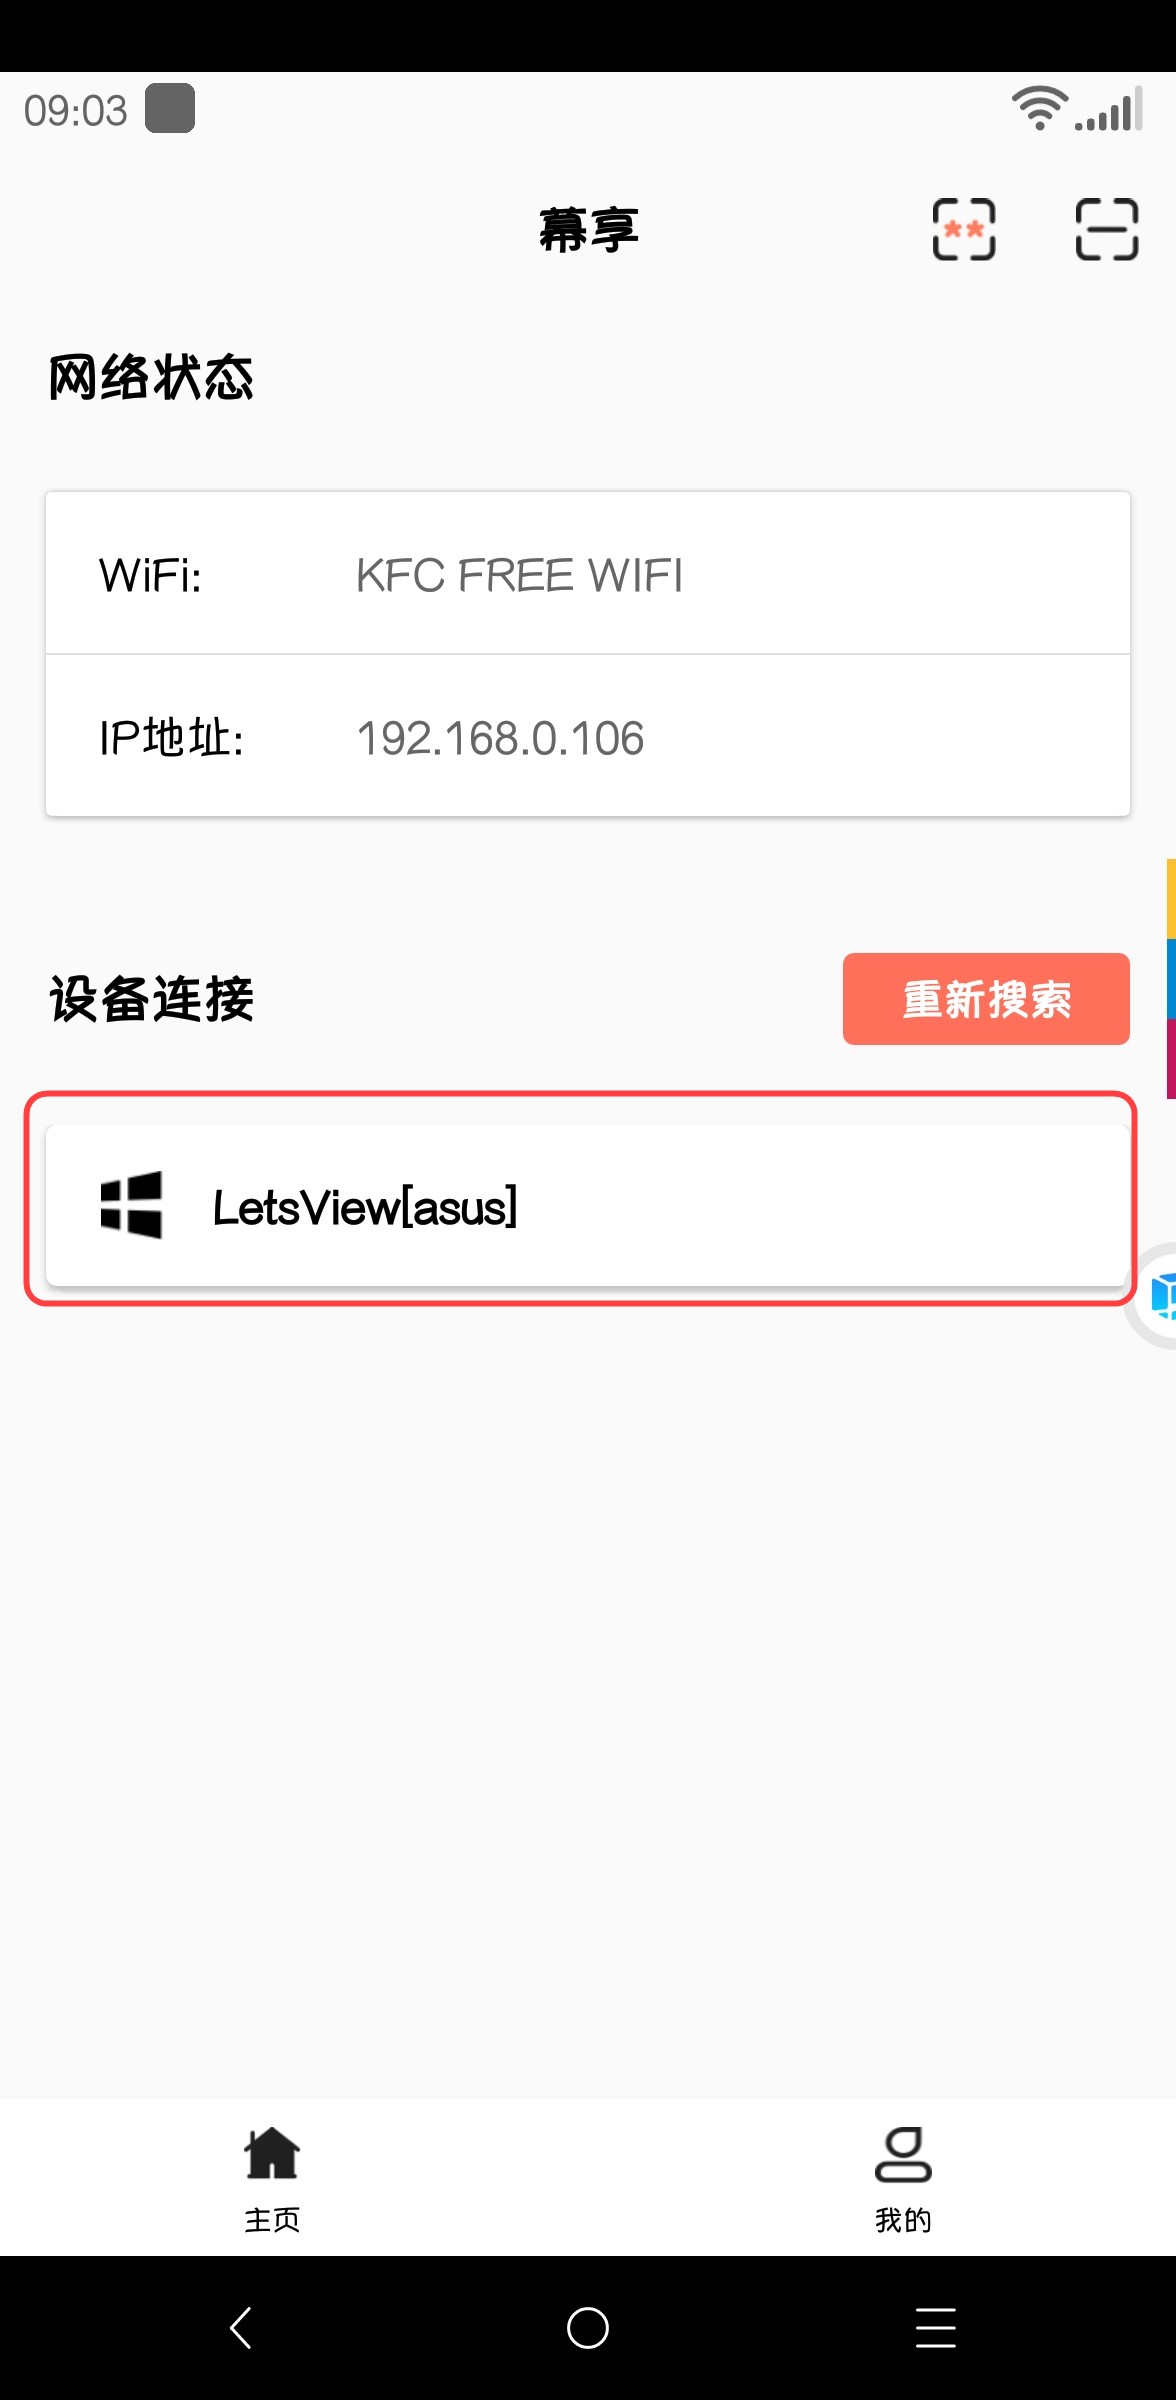 09:03
幕享
**
网络状态
WiFi: KFC FREE WIFI
IP地址: 192.168.0.106
设备连接 重新搜索
LetsView[asus]
主页 我的